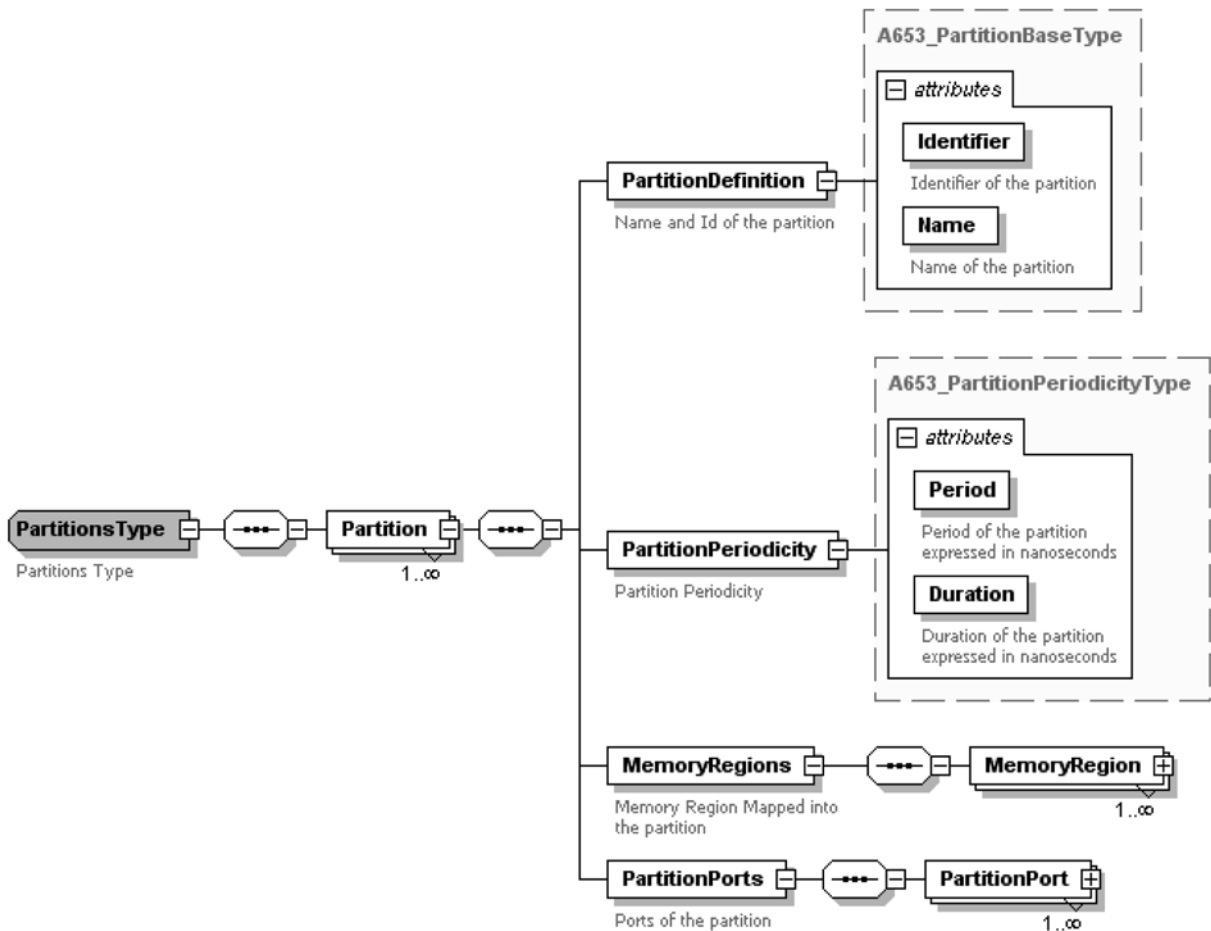 A653_PartitionBaseType
attributes
Identifier
Identifier of the partition
Name
Name of the partition
PartitionDefinition
Name and Id of the partition
A653_PartitionPeriodicityType
attributes
Period
Period of the partition
expressed in nanoseconds
Duration
Duration of the partition
expressed in nanoseconds
PartitionsType
Partitions Type
Partition
1..∞
PartitionPeriodicity
Partition Periodicity
MemoryRegions
Memory Region Mapped into
the partition
MemoryRegion
1..∞
PartitionPorts
Ports of the partition
PartitionPort
1..∞